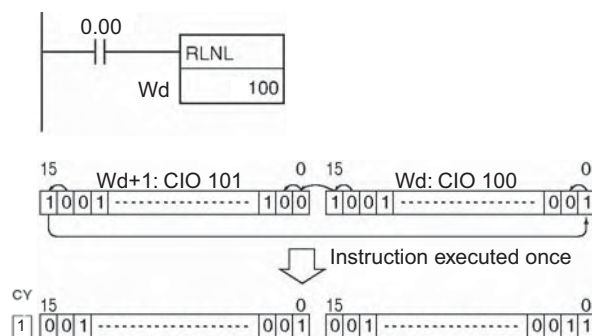 0.00
RLNL
Wd 100
15 0 15 0
Wd+1: CIO 101 Wd: CIO 100
1 0 0 1 1 0 0 1 0 0 1 0 0 1
Instruction executed once
CY 15 0 15 0
1 0 0 1 0 0 1 0 0 1 0 0 1 1